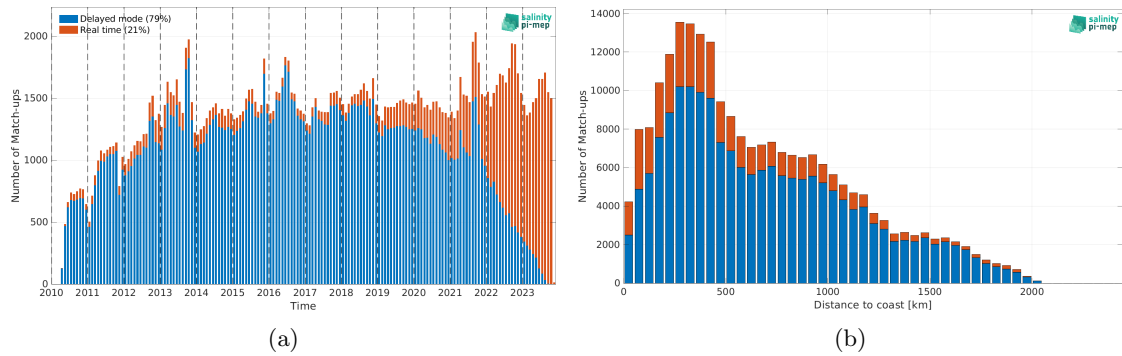 Delayed mode (79%)
Real time (21%)
salinity
pi-mep
2000
1500
1000
500
0
Number of Match-ups
2010 2011 2012 2013 2014 2015 2016 2017 2018 2019 2020 2021 2022 2023
Time
(a)
salinity
pi-mep
14000
12000
10000
8000
6000
4000
2000
0
Number of Match-ups
0 500 1000 1500 2000
Distance to coast [km]
(b)